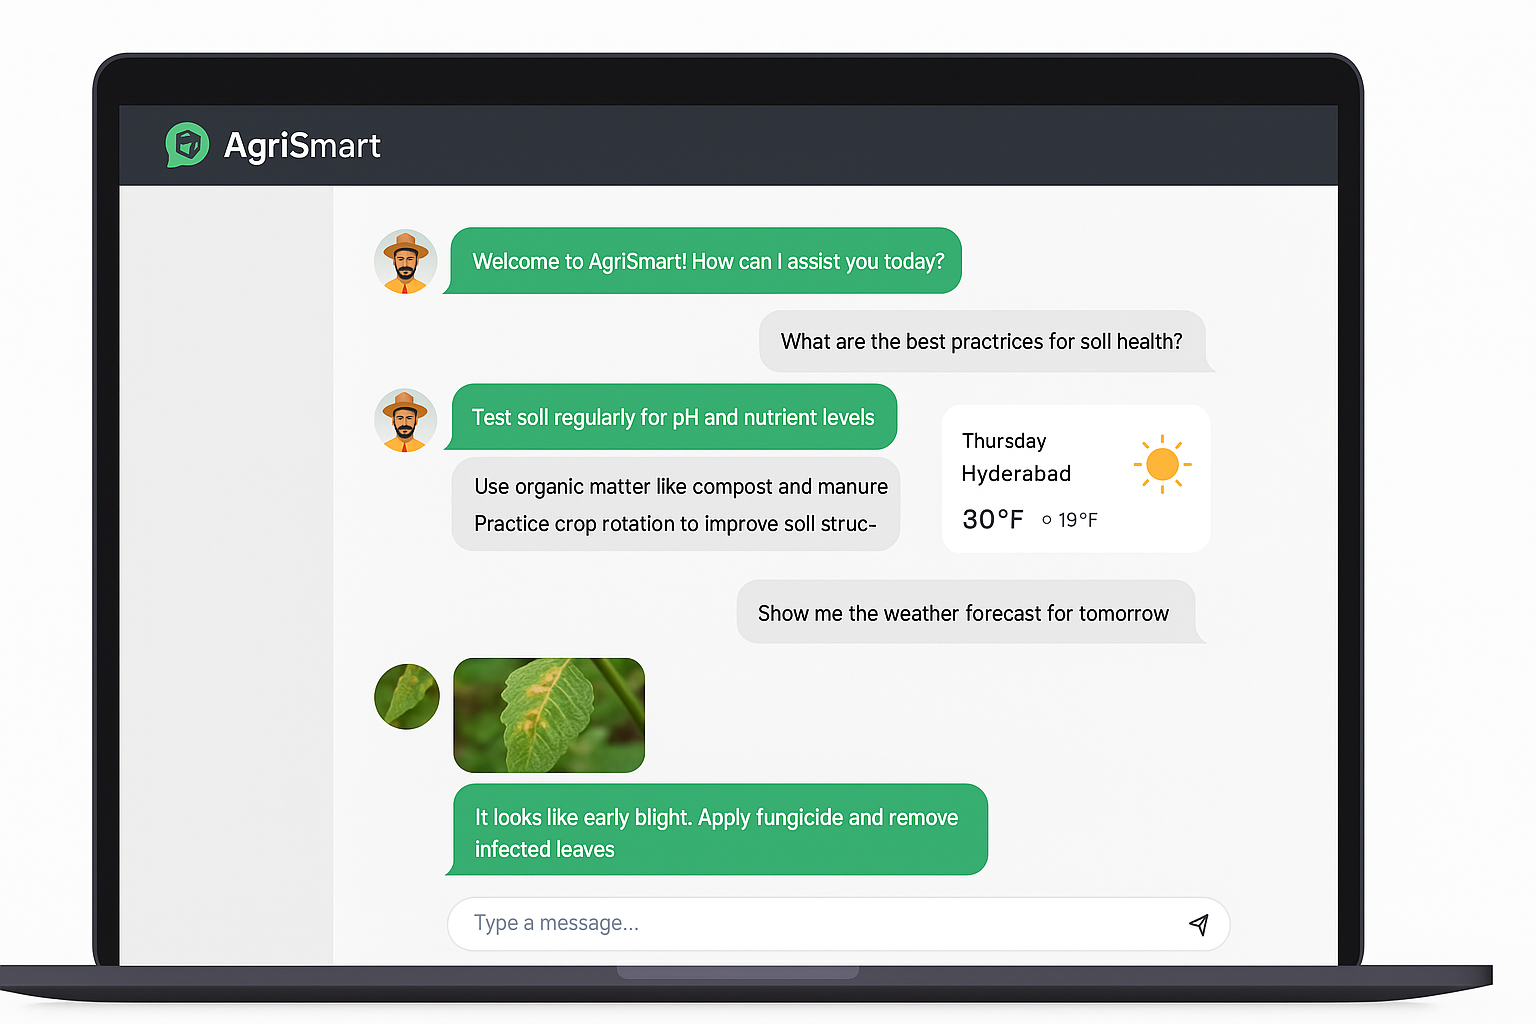 AgriSmart
Welcome to AgriSmart! How can I assist you today?
What are the best practrices for soll health?
Test soll regularly for pH and nutrient levels
Use organic matter like compost and manure
Practice crop rotation to improve soll struc-
Thursday
Hyderabad
30°F ○ 19°F
Show me the weather forecast for tomorrow
It looks like early blight. Apply fungicide and remove
infected leaves
Type a message...